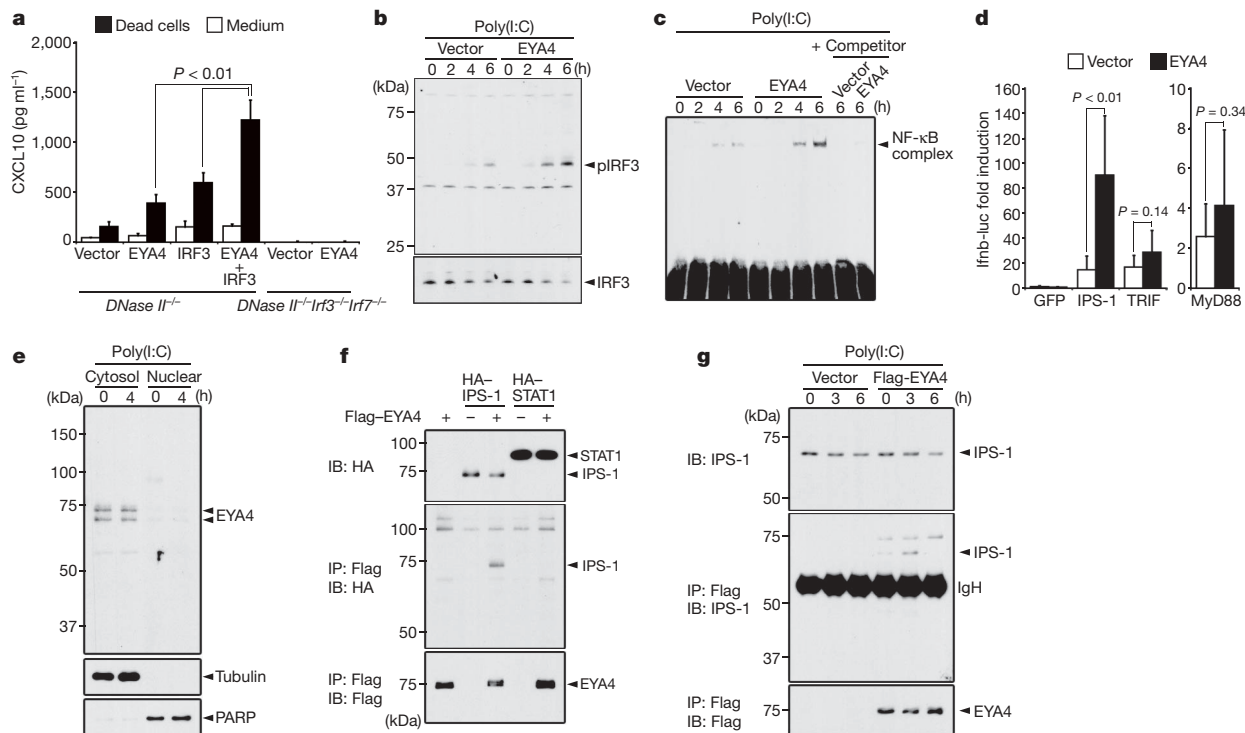 a
Dead cells Medium
CXCL10 (pg ml⁻¹)
2,000
1,500
1,000
500
0
P < 0.01
Vector EYA4 IRF3 EYA4 + IRF3 Vector EYA4
DNase II⁻/⁻ DNase II⁻/⁻Irf3⁻/⁻Irf7⁻/⁻
b
Poly(I:C)
Vector EYA4
0 2 4 6 0 2 4 6 (h)
(kDa)
75
50
37
25
pIRF3
IRF3
c
Poly(I:C)
+ Competitor
Vector EYA4 Vector EYA4
0 2 4 6 0 2 4 6 6 6 (h)
NF-κB
complex
d
Vector EYA4
Ifnb-luc fold induction
160
140
120
100
80
60
40
20
0
P < 0.01
P = 0.14
GFP IPS-1 TRIF
10
8
6
4
2
0
P = 0.34
MyD88
e
Poly(I:C)
Cytosol Nuclear
(kDa) 0 4 0 4 (h)
150
100
75
50
37
EYA4
Tubulin
PARP
f
HA–
IPS-1
HA–
STAT1
Flag–EYA4 + − + − +
IB: HA
100
75
STAT1
IPS-1
IP: Flag
IB: HA
100
75
50
IPS-1
IP: Flag
IB: Flag
75
(kDa)
EYA4
g
Poly(I:C)
Vector Flag-EYA4
0 3 6 0 3 6 (h)
(kDa)
IB: IPS-1
75
50
IPS-1
IP: Flag
IB: IPS-1
75
50
37
IPS-1
IgH
IP: Flag
IB: Flag
75
EYA4